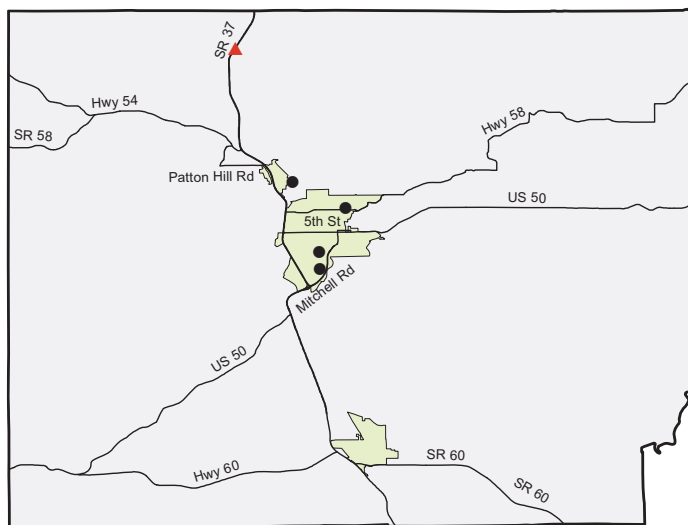 SR 37
Hwy 54
Hwy 58
SR 58
Patton Hill Rd
US 50
5th St
Mitchell Rd
US 50
SR 60
Hwy 60
SR 60